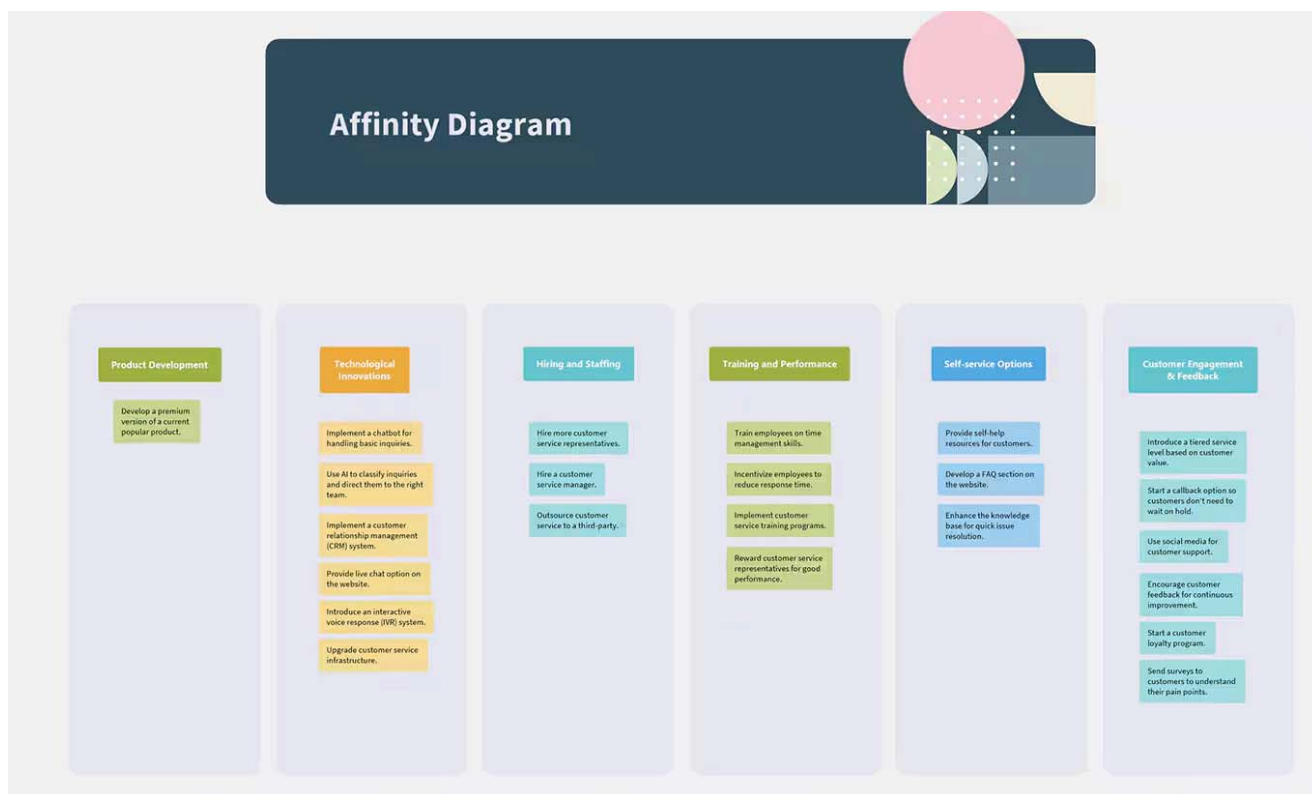 Affinity Diagram
Product Development
Develop a premium
version of a current
popular product.
Technological
Innovations
Implement a chatbot for
handling basic inquiries.
Use AI to classify inquiries
and direct them to the right
team.
Implement a customer
relationship management
(CRM) system.
Provide live chat option on
the website.
Introduce an interactive
voice response (IVR) system.
Upgrade customer service
infrastructure.
Hiring and Staffing
Hire more customer
service representatives.
Hire a customer
service manager.
Outsource customer
service to a third-party.
Training and Performance
Train employees on time
management skills.
Incentivize employees to
reduce response time.
Implement customer
service training programs.
Reward customer service
representatives for good
performance.
Self-service Options
Provide self-help
resources for customers.
Develop a FAQ section on
the website.
Enhance the knowledge
base for quick issue
resolution.
Customer Engagement
& Feedback
Introduce a tiered service
level based on customer
value.
Start a callback option so
customers don't need to
wait on hold.
Use social media for
customer support.
Encourage customer
feedback for continuous
improvement.
Start a customer
loyalty program.
Send surveys to
customers to understand
their pain points.